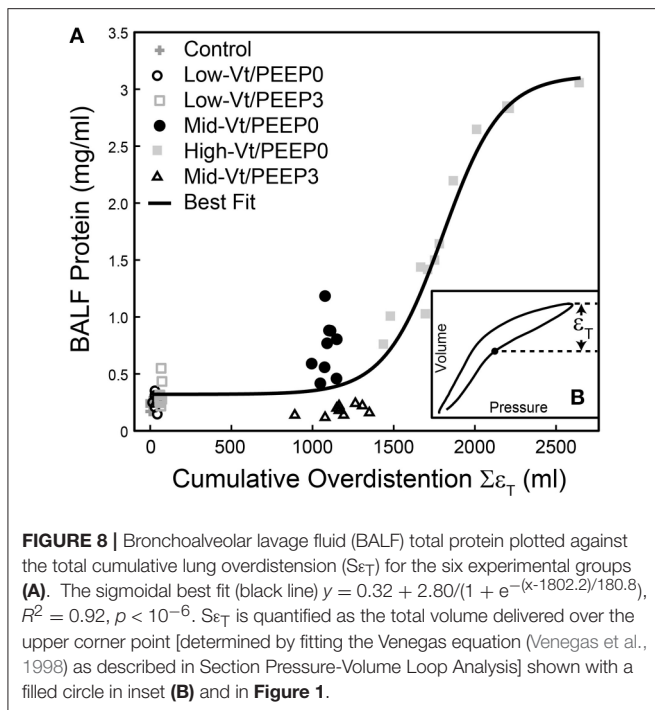 A
3.5
3.0
2.5
2.0
1.5
1.0
0.5
0
BALF Protein (mg/ml)
Control
Low-Vt/PEEP0
Low-Vt/PEEP3
Mid-Vt/PEEP0
High-Vt/PEEP0
Mid-Vt/PEEP3
Best Fit
Volume
εT
B
Pressure
0 500 1000 1500 2000 2500
Cumulative Overdistention ΣεT (ml)
FIGURE 8 | Bronchoalveolar lavage fluid (BALF) total protein plotted against
the total cumulative lung overdistension (SεT) for the six experimental groups
(A). The sigmoidal best fit (black line) y = 0.32 + 2.80/(1 + e−(x-1802.2)/180.8),
R2 = 0.92, p < 10−6. SεT is quantified as the total volume delivered over the
upper corner point [determined by fitting the Venegas equation (Venegas et al.,
1998) as described in Section Pressure-Volume Loop Analysis] shown with a
filled circle in inset (B) and in Figure 1.